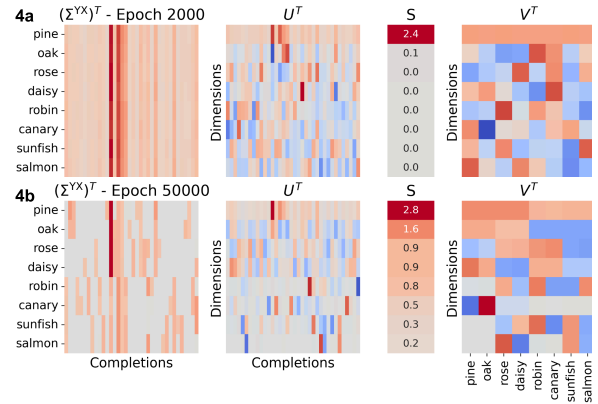 4a (Σ^YX)^T - Epoch 2000 U^T S V^T
pine
oak
rose
daisy
robin
canary
sunfish
salmon
Dimensions
2.4
0.1
0.0
0.0
0.0
0.0
0.0
0.0
Dimensions
4b (Σ^YX)^T - Epoch 50000 U^T S V^T
pine
oak
rose
daisy
robin
canary
sunfish
salmon
Completions
Dimensions
Completions
2.8
1.6
0.9
0.9
0.8
0.5
0.3
0.2
Dimensions
pine
oak
rose
daisy
robin
canary
sunfish
salmon